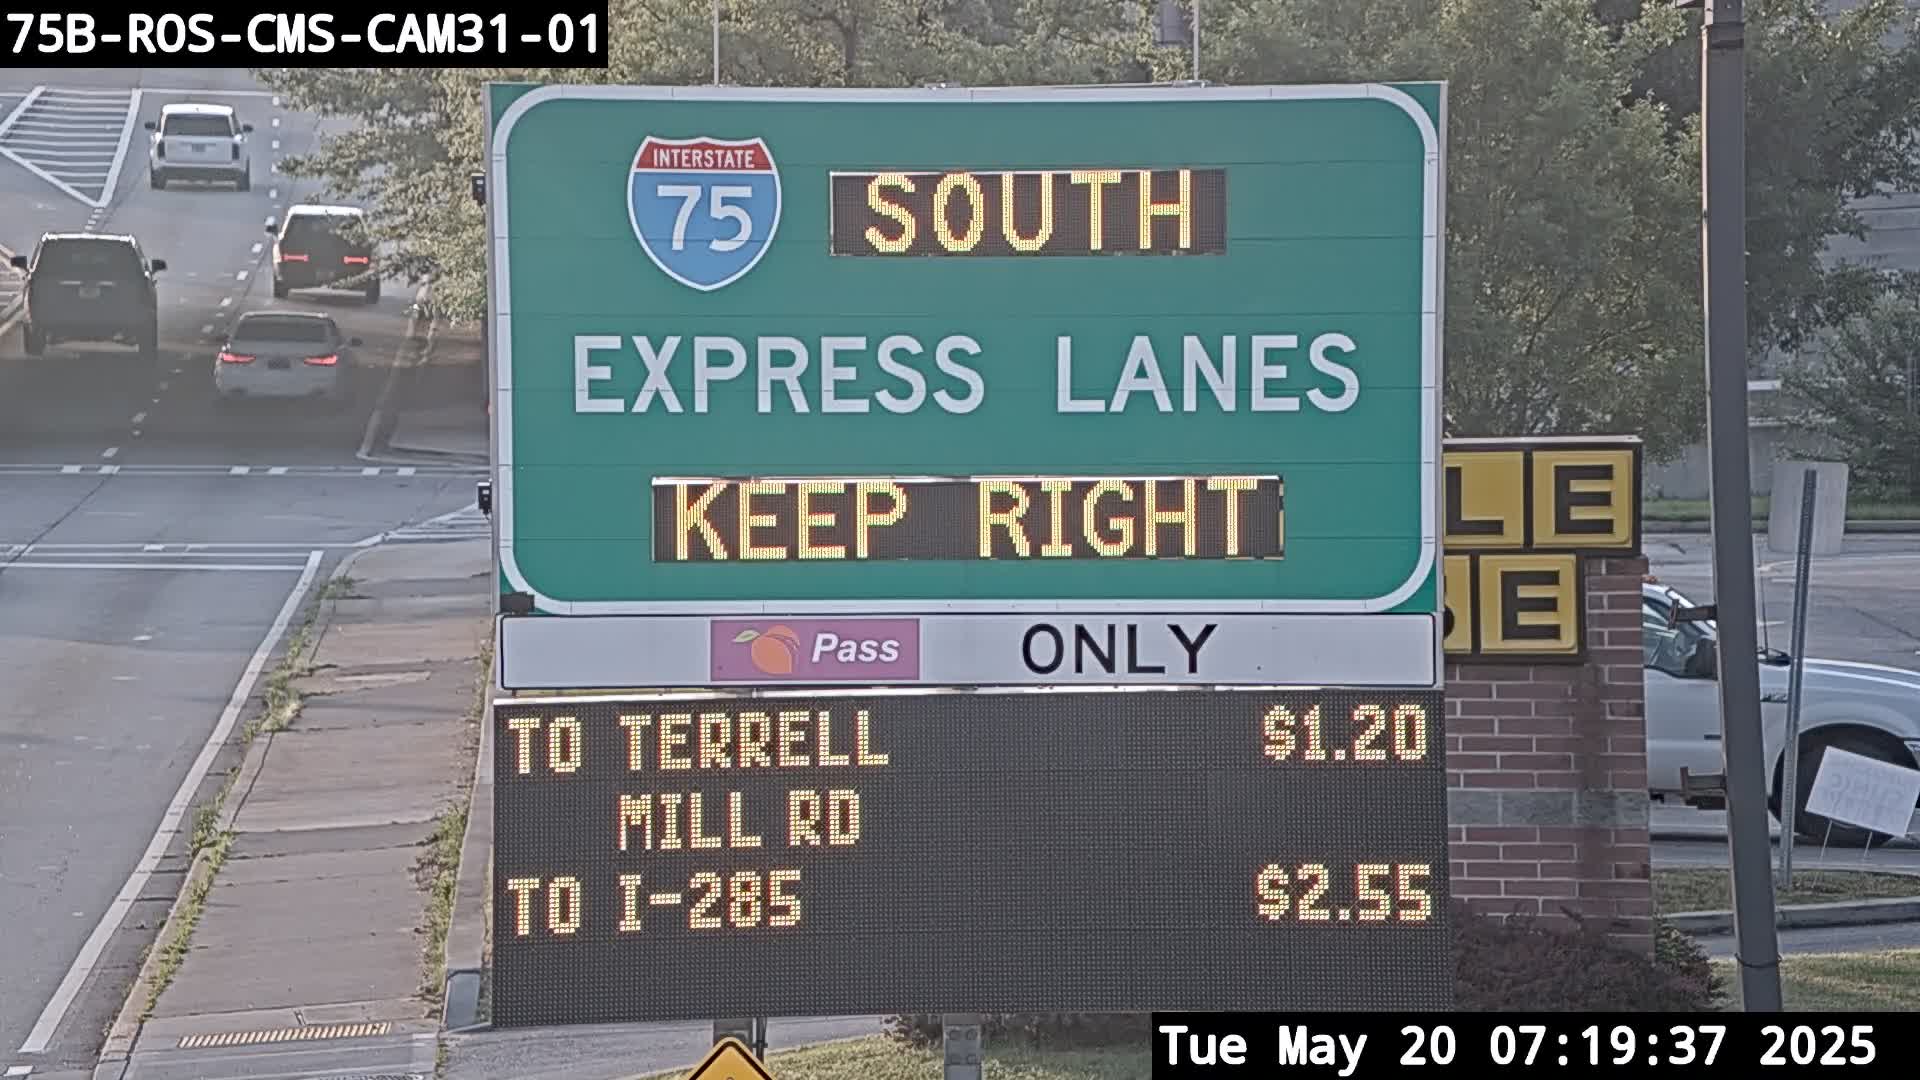 75B-ROS-CMS-CAM31-01
INTERSTATE
75
SOUTH
EXPRESS LANES
KEEP RIGHT
Pass ONLY
TO TERRELL $1.20
MILL RD
TO I-285 $2.55
LE
E
Tue May 20 07:19:37 2025